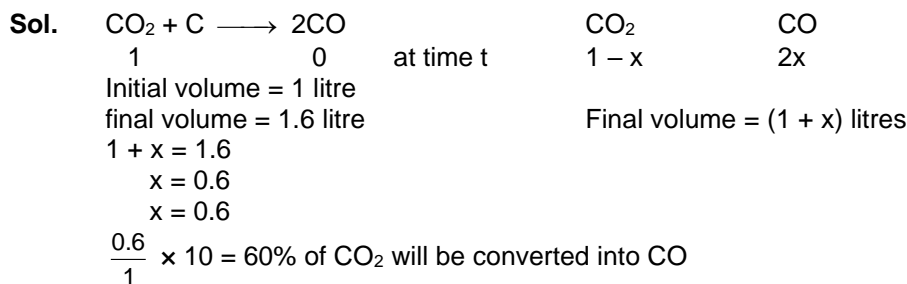 Sol. CO₂ + C ⟶ 2CO CO₂ CO
1 0 at time t 1 – x 2x
Initial volume = 1 litre
final volume = 1.6 litre Final volume = (1 + x) litres
1 + x = 1.6
x = 0.6
x = 0.6
0.6/1 × 10 = 60% of CO₂ will be converted into CO